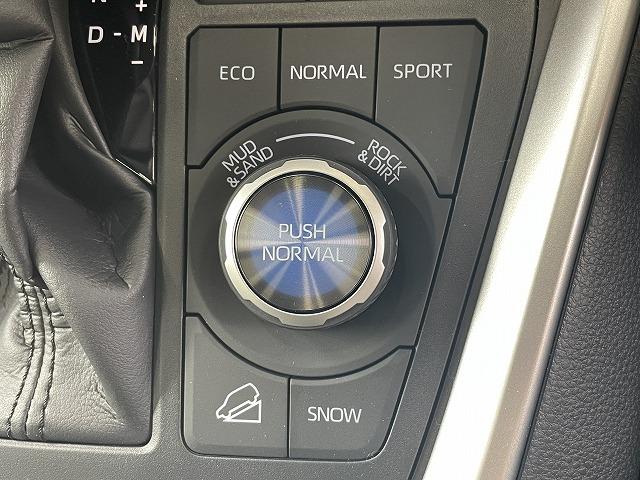 +
D - M
-
ECO
NORMAL
SPORT
MUD
& SAND
ROCK
& DIRT
PUSH
NORMAL
SNOW